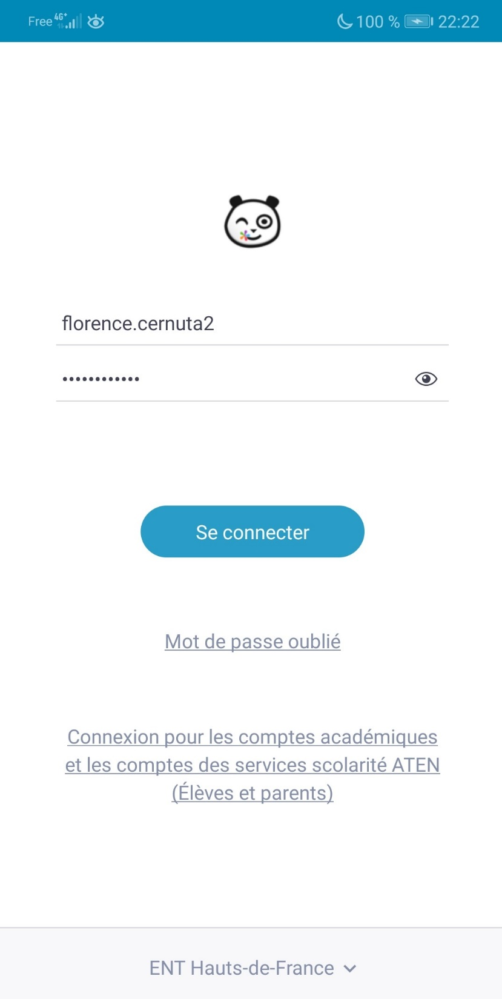 Free 4G+ 100 % 22:22
florence.cernuta2
••••••••••••
Se connecter
Mot de passe oublié
Connexion pour les comptes académiques
et les comptes des services scolarité ATEN
(Élèves et parents)
ENT Hauts-de-France